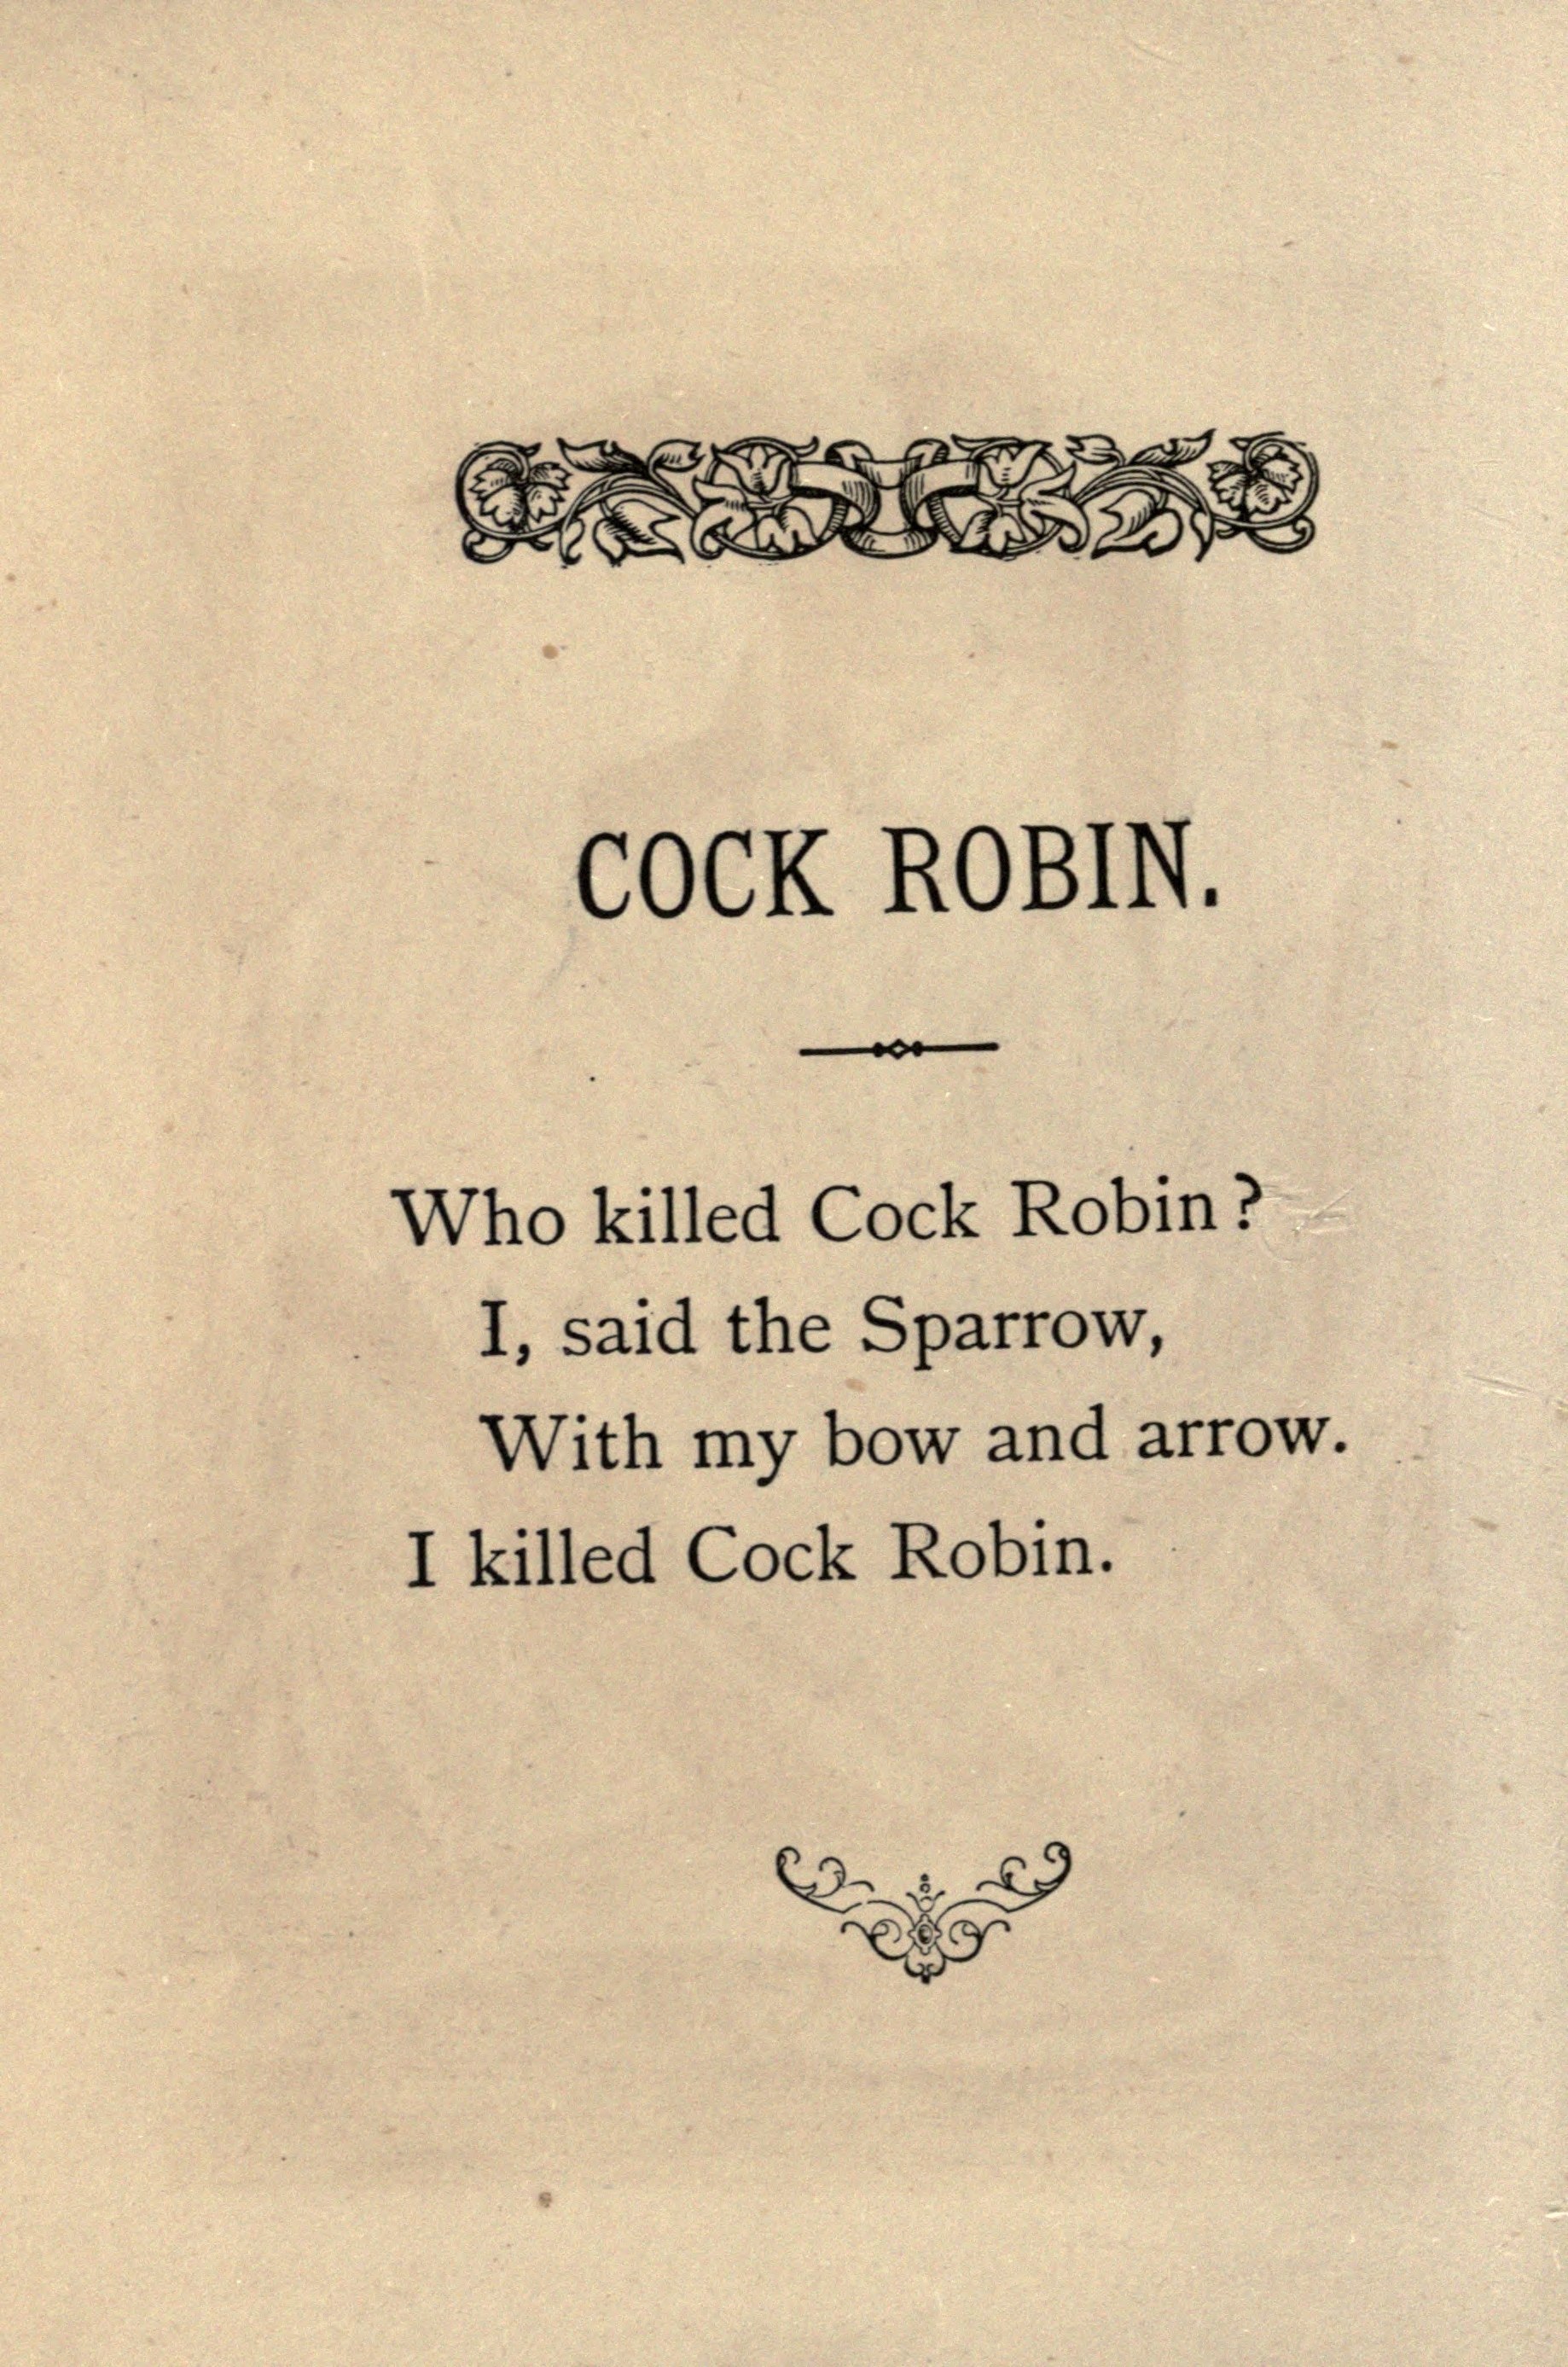 COCK ROBIN.
Who killed Cock Robin?
I, said the Sparrow,
With my bow and arrow.
I killed Cock Robin.